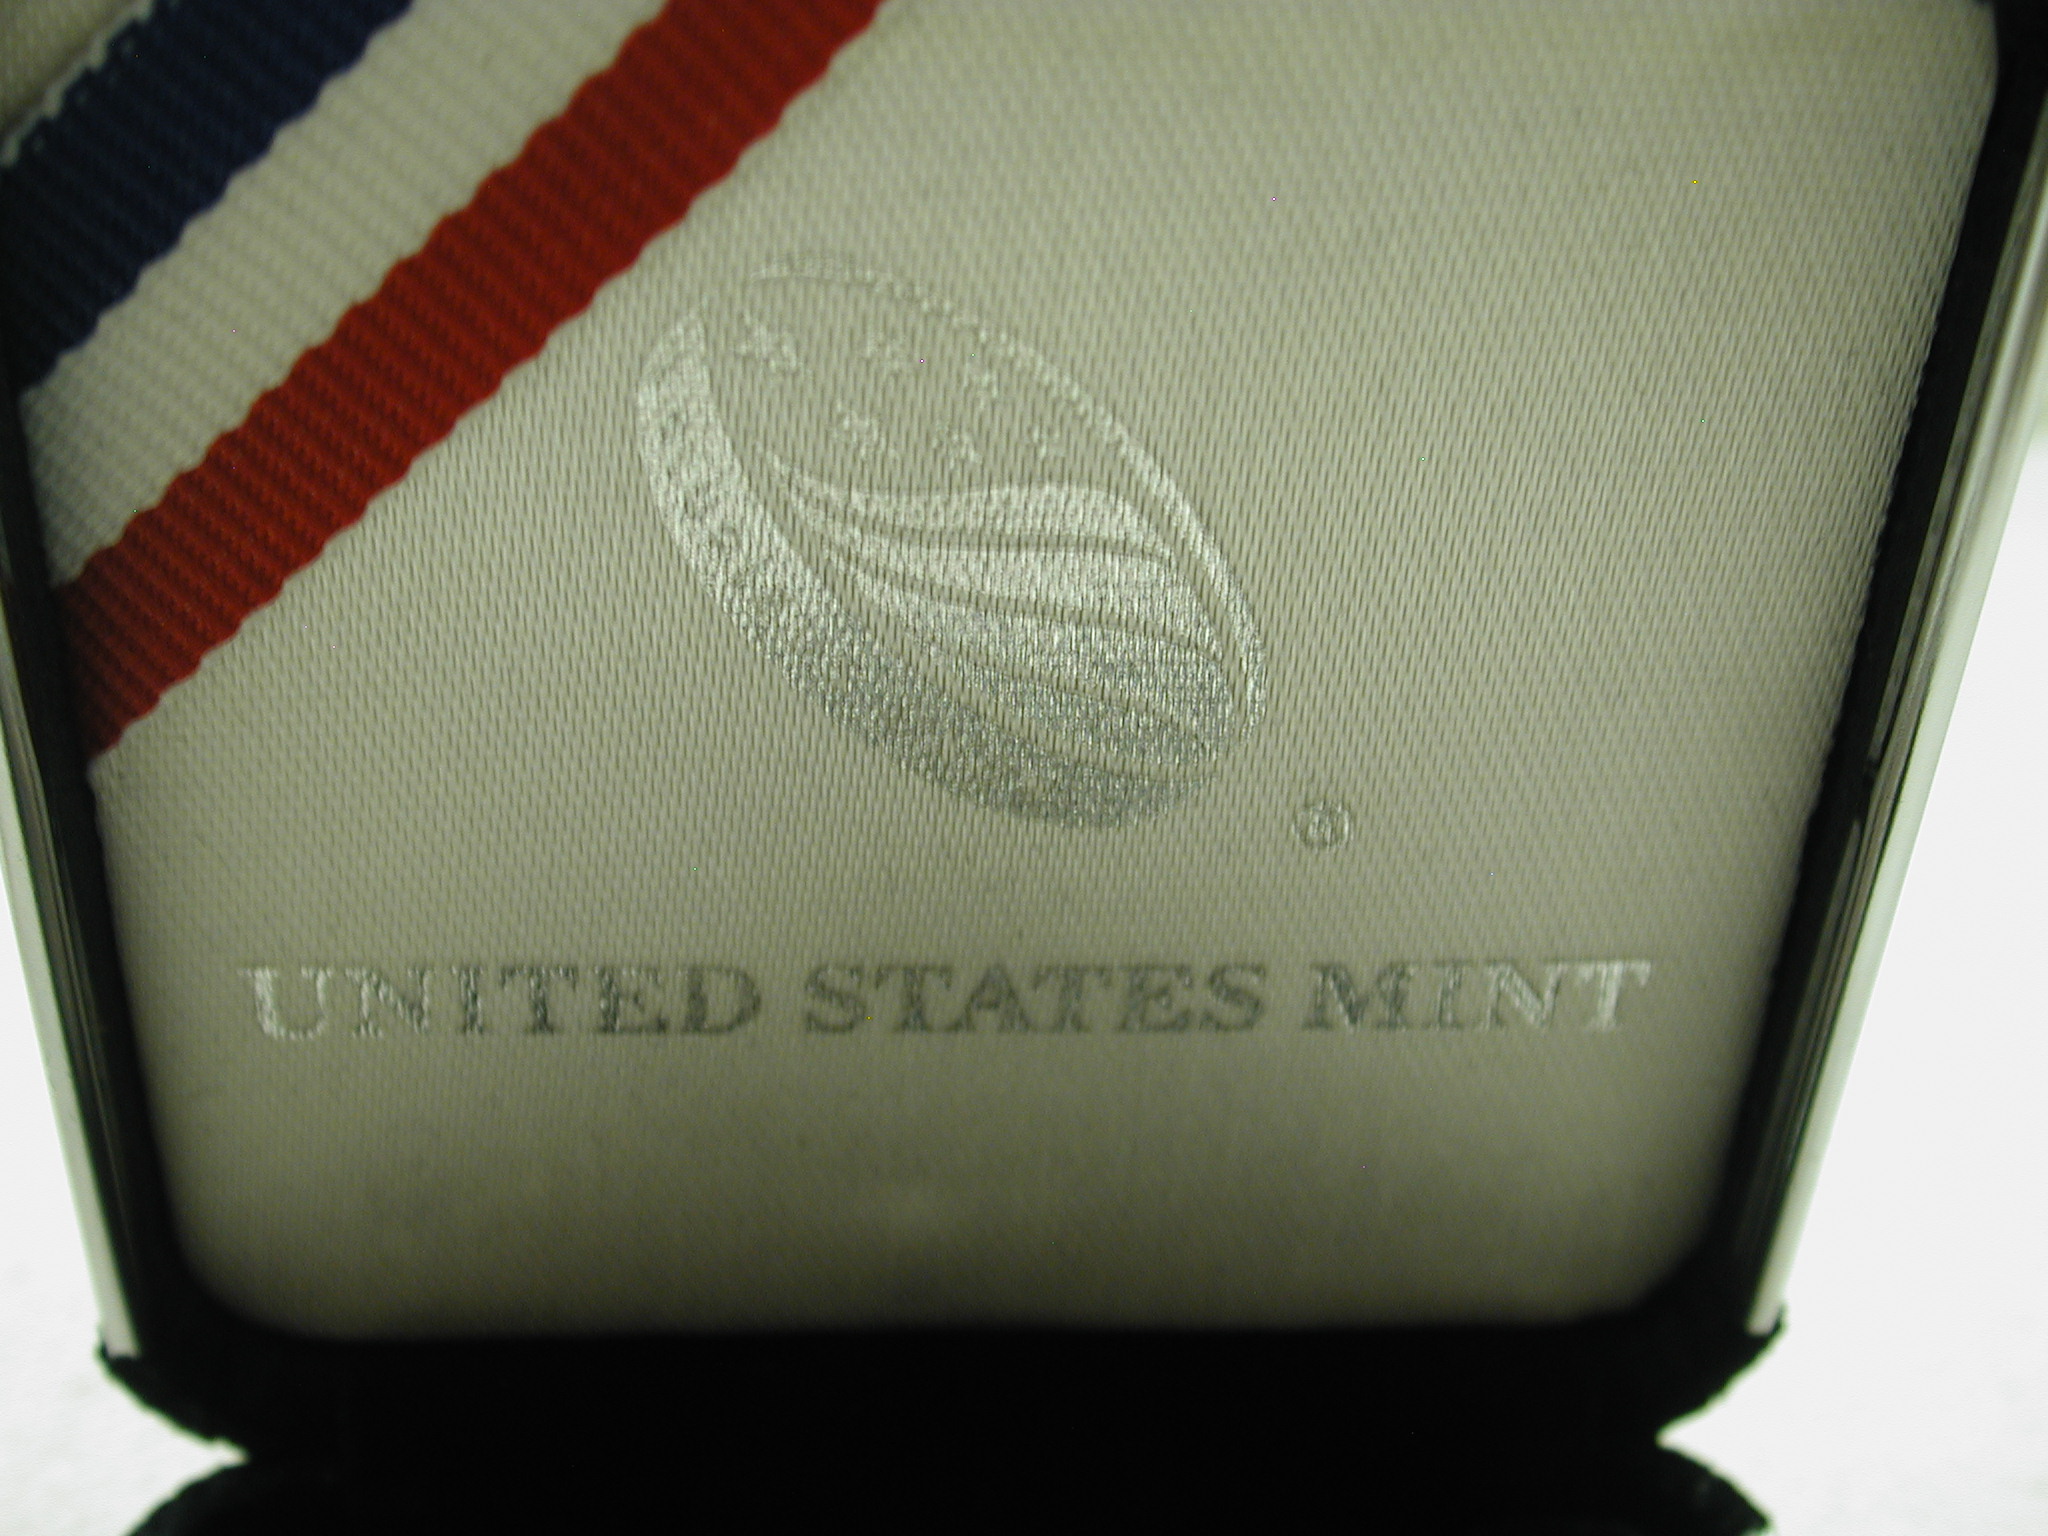 ®
UNITED STATES MINT